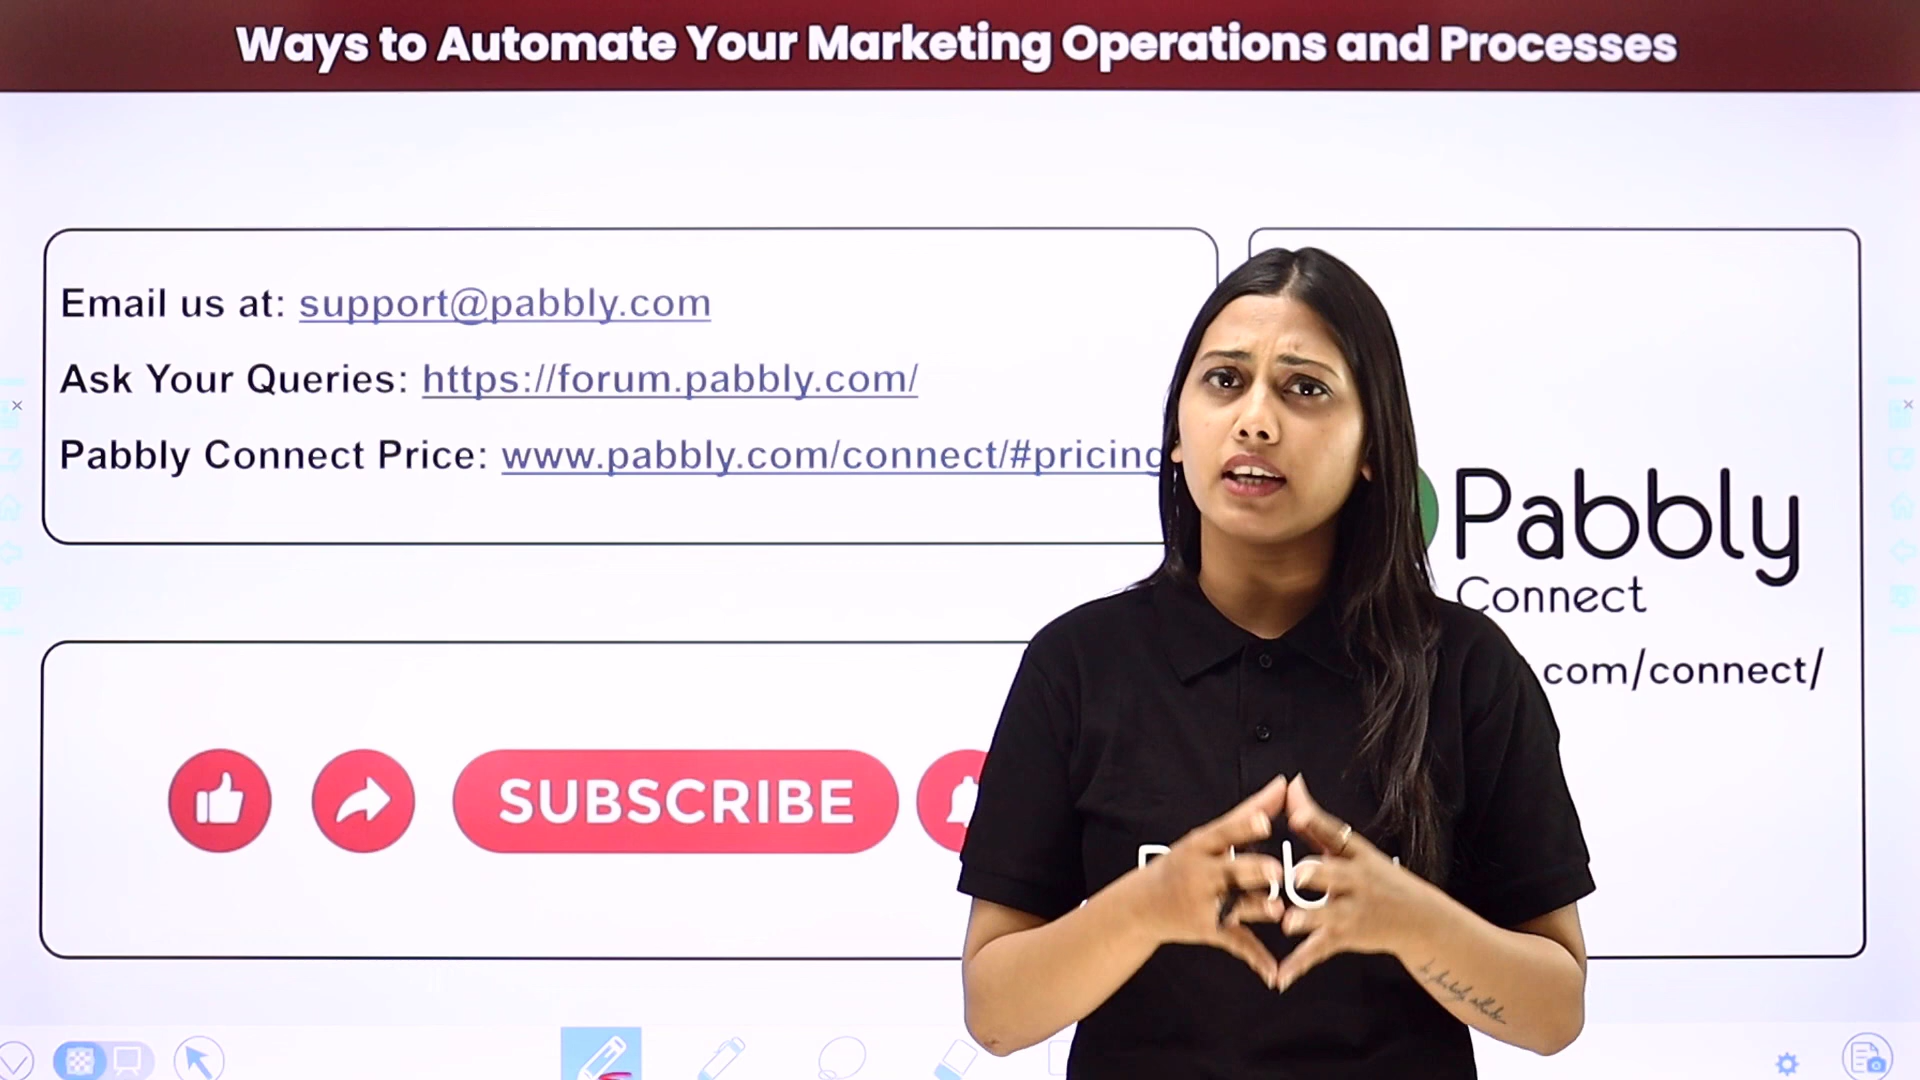 Ways to Automate Your Marketing Operations and Processes
Email us at: support@pabbly.com
Ask Your Queries: https://forum.pabbly.com/
Pabbly Connect Price: www.pabbly.com/connect/#pricing
Pabbly
Connect
.com/connect/
SUBSCRIBE